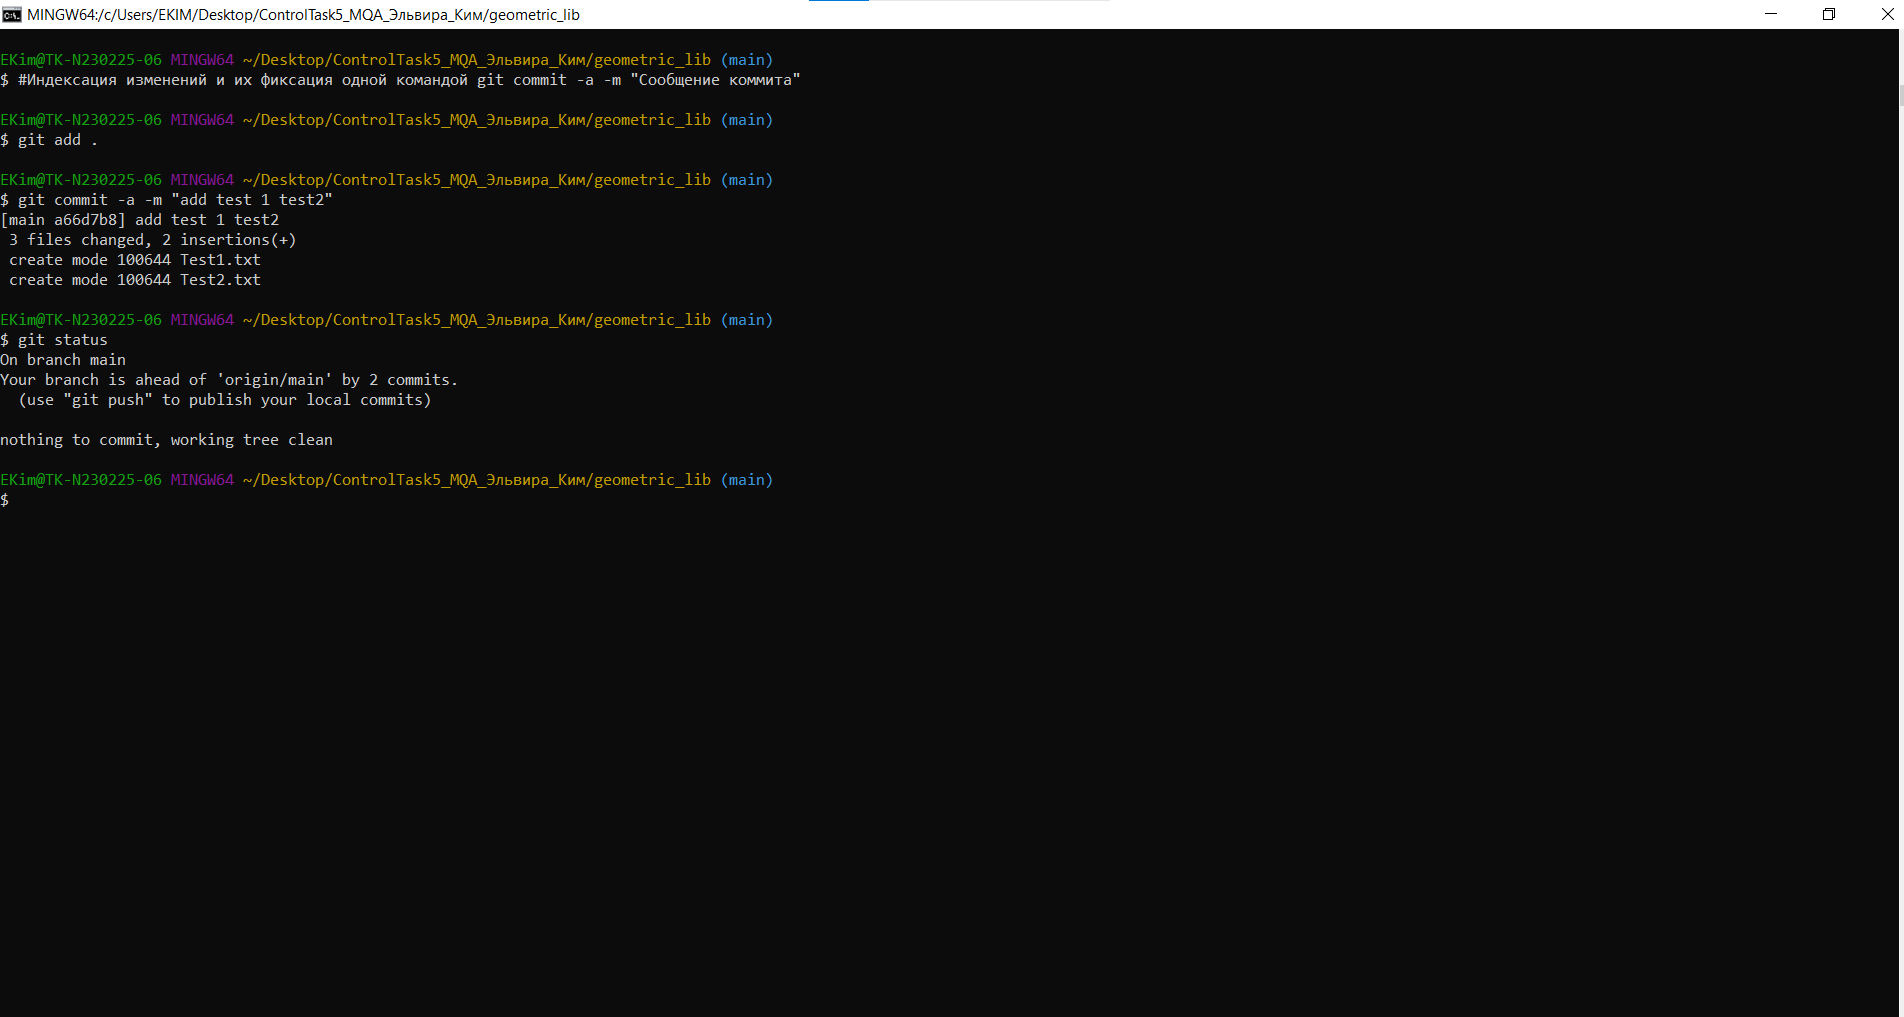 MINGW64:/c/Users/EKIM/Desktop/ControlTask5_MQA_Эльвира_Ким/geometric_lib
EKim@TK-N230225-06 MINGW64 ~/Desktop/ControlTask5_MQA_Эльвира_Ким/geometric_lib (main)
$ #Индексация изменений и их фиксация одной командой git commit -a -m "Сообщение коммита"
EKim@TK-N230225-06 MINGW64 ~/Desktop/ControlTask5_MQA_Эльвира_Ким/geometric_lib (main)
$ git add .
EKim@TK-N230225-06 MINGW64 ~/Desktop/ControlTask5_MQA_Эльвира_Ким/geometric_lib (main)
$ git commit -a -m "add test 1 test2"
[main a66d7b8] add test 1 test2
 3 files changed, 2 insertions(+)
 create mode 100644 Test1.txt
 create mode 100644 Test2.txt
EKim@TK-N230225-06 MINGW64 ~/Desktop/ControlTask5_MQA_Эльвира_Ким/geometric_lib (main)
$ git status
On branch main
Your branch is ahead of 'origin/main' by 2 commits.
  (use "git push" to publish your local commits)
nothing to commit, working tree clean
EKim@TK-N230225-06 MINGW64 ~/Desktop/ControlTask5_MQA_Эльвира_Ким/geometric_lib (main)
$